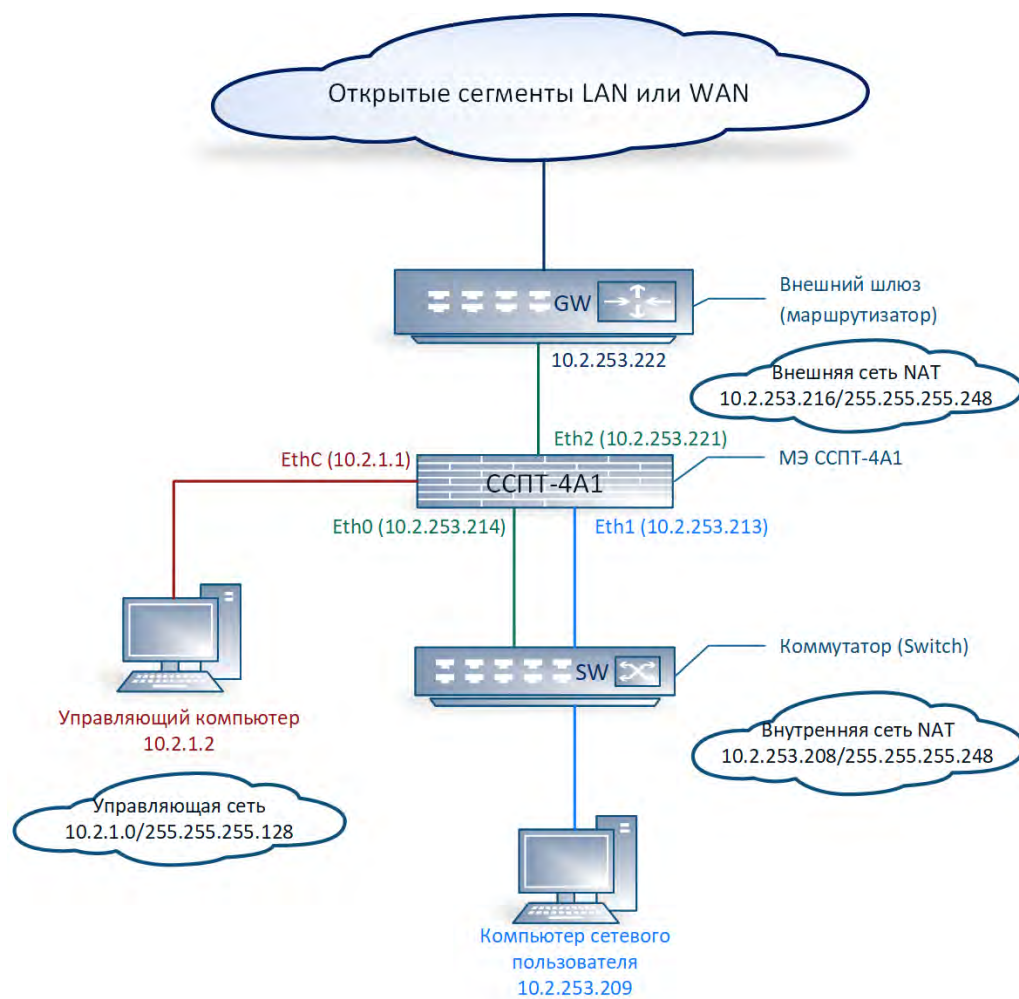 Открытые сегменты LAN или WAN
GW
Внешний шлюз
(маршрутизатор)
10.2.253.222
Внешняя сеть NAT
10.2.253.216/255.255.255.248
Eth2 (10.2.253.221)
EthC (10.2.1.1)
ССПТ-4А1
МЭ ССПТ-4А1
Eth0 (10.2.253.214)
Eth1 (10.2.253.213)
SW
Коммутатор (Switch)
Управляющий компьютер
10.2.1.2
Внутренняя сеть NAT
10.2.253.208/255.255.255.248
Управляющая сеть
10.2.1.0/255.255.255.128
Компьютер сетевого
пользователя
10.2.253.209